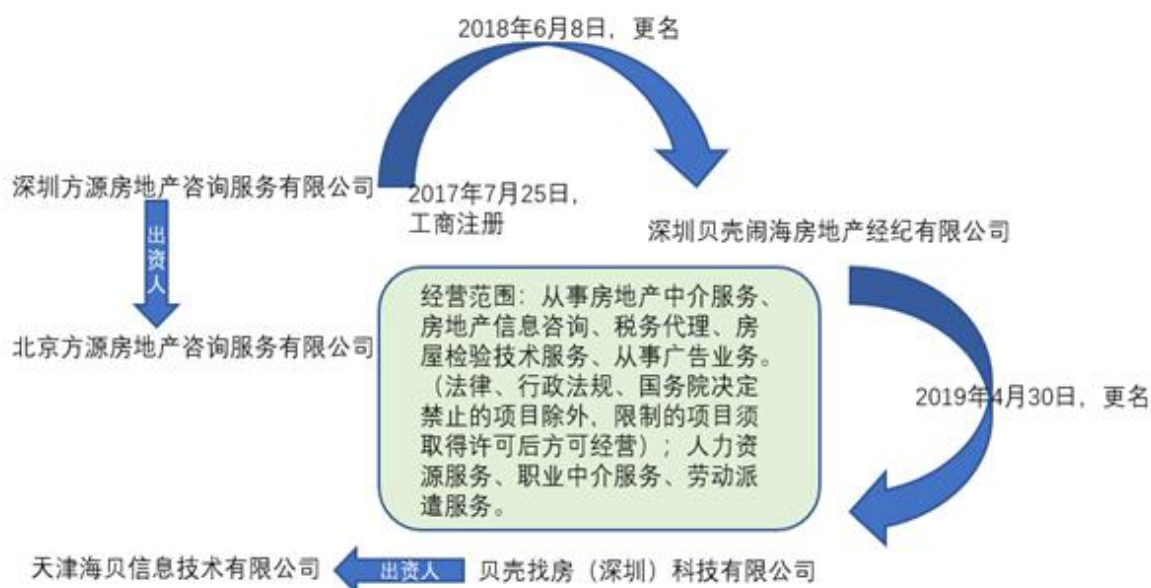 2018年6月8日，更名
深圳方源房地产咨询服务有限公司
2017年7月25日，
工商注册
深圳贝壳闹海房地产经纪有限公司
出资人
北京方源房地产咨询服务有限公司
经营范围：从事房地产中介服务、
房地产信息咨询、税务代理、房
屋检验技术服务、从事广告业务。
（法律、行政法规、国务院决定
禁止的项目除外，限制的项目须
取得许可后方可经营）；人力资
源服务、职业中介服务、劳动派
遣服务。
2019年4月30日，更名
天津海贝信息技术有限公司
出资人
贝壳找房（深圳）科技有限公司